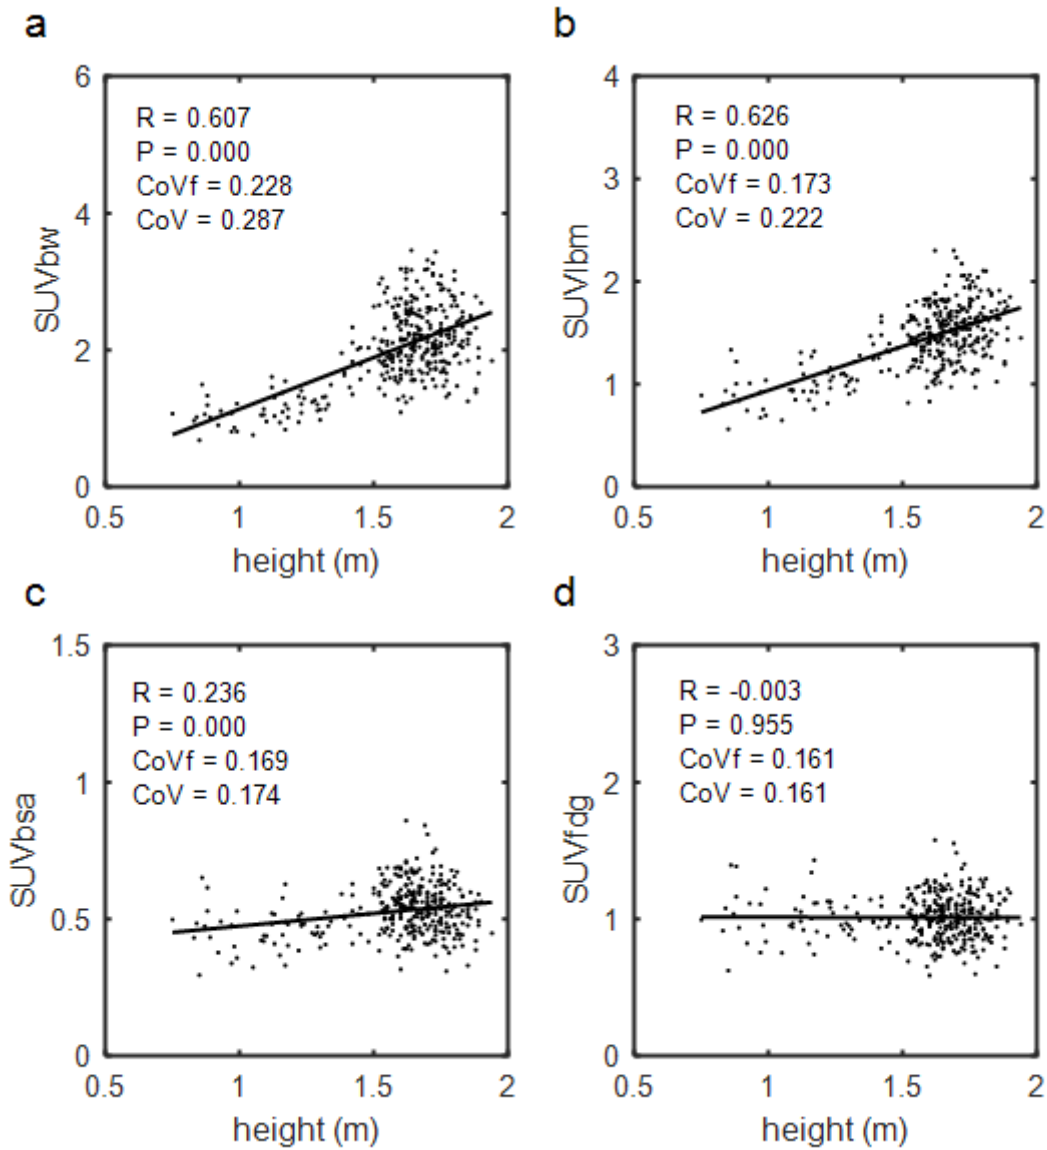 a
6
4
2
0
SUVbw
R = 0.607
P = 0.000
CoVf = 0.228
CoV = 0.287
0.5 1 1.5 2
height (m)
b
4
3
2
1
0
SUVlbm
R = 0.626
P = 0.000
CoVf = 0.173
CoV = 0.222
0.5 1 1.5 2
height (m)
c
1.5
1
0.5
0
SUVbsa
R = 0.236
P = 0.000
CoVf = 0.169
CoV = 0.174
0.5 1 1.5 2
height (m)
d
3
2
1
0
SUVfdg
R = -0.003
P = 0.955
CoVf = 0.161
CoV = 0.161
0.5 1 1.5 2
height (m)